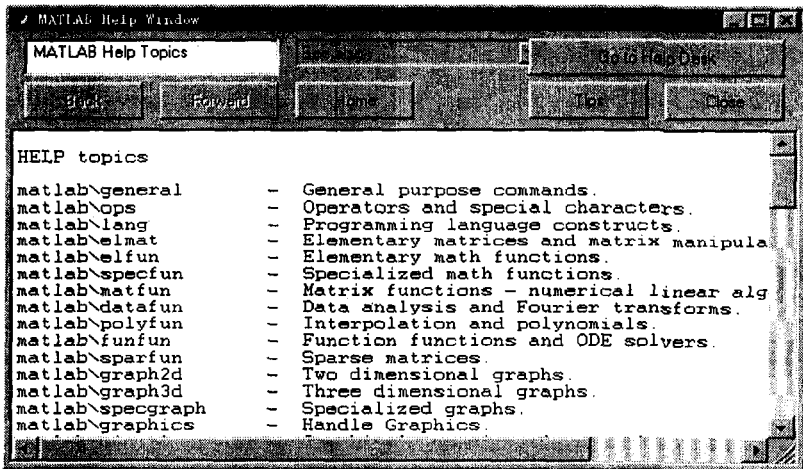 MATLAB Help Window
MATLAB Help Topics
Go to Help Desk
Back Forward Home Tips Close
HELP topics
matlab\general - General purpose commands.
matlab\ops - Operators and special characters.
matlab\lang - Programming language constructs.
matlab\elmat - Elementary matrices and matrix manipula
matlab\elfun - Elementary math functions.
matlab\specfun - Specialized math functions.
matlab\matfun - Matrix functions - numerical linear alg
matlab\datafun - Data analysis and Fourier transforms.
matlab\polyfun - Interpolation and polynomials.
matlab\funfun - Function functions and ODE solvers.
matlab\sparfun - Sparse matrices.
matlab\graph2d - Two dimensional graphs.
matlab\graph3d - Three dimensional graphs.
matlab\specgraph - Specialized graphs.
matlab\graphics - Handle Graphics.